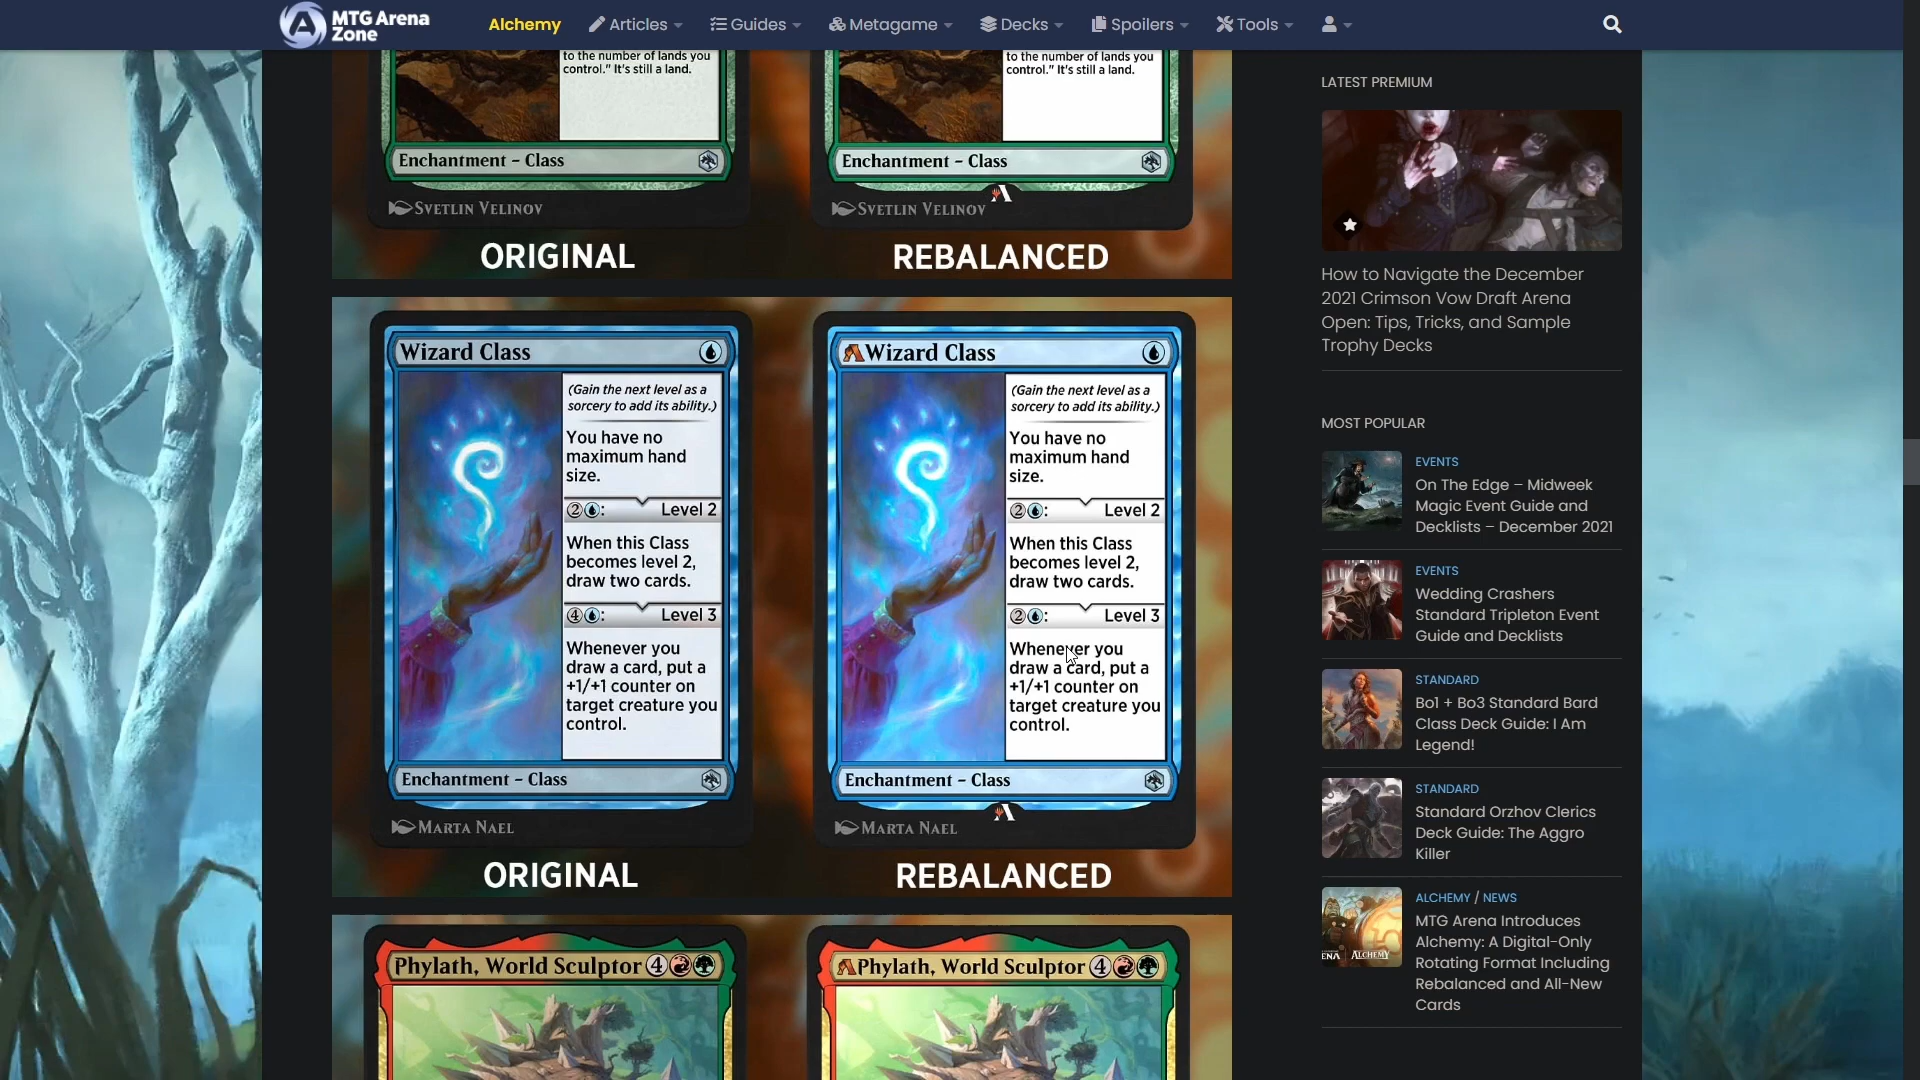 MTG Arena
Zone
Alchemy
Articles
Guides
Metagame
Decks
Spoilers
Tools
to the number of lands you
control." It's still a land.
Enchantment – Class
SVETLIN VELINOV
ORIGINAL
to the number of lands you
control." It's still a land.
Enchantment – Class
SVETLIN VELINOV
REBALANCED
Wizard Class
(Gain the next level as a
sorcery to add its ability.)
You have no
maximum hand
size.
2 : Level 2
When this Class
becomes level 2,
draw two cards.
4 : Level 3
Whenever you
draw a card, put a
+1/+1 counter on
target creature you
control.
Enchantment – Class
MARTA NAEL
ORIGINAL
Wizard Class
(Gain the next level as a
sorcery to add its ability.)
You have no
maximum hand
size.
2 : Level 2
When this Class
becomes level 2,
draw two cards.
2 : Level 3
Whenever you
draw a card, put a
+1/+1 counter on
target creature you
control.
Enchantment – Class
MARTA NAEL
REBALANCED
Phylath, World Sculptor 4
Phylath, World Sculptor 4
LATEST PREMIUM
How to Navigate the December
2021 Crimson Vow Draft Arena
Open: Tips, Tricks, and Sample
Trophy Decks
MOST POPULAR
EVENTS
On The Edge – Midweek
Magic Event Guide and
Decklists – December 2021
EVENTS
Wedding Crashers
Standard Tripleton Event
Guide and Decklists
STANDARD
Bo1 + Bo3 Standard Bard
Class Deck Guide: I Am
Legend!
STANDARD
Standard Orzhov Clerics
Deck Guide: The Aggro
Killer
ENA ALCHEMY
ALCHEMY / NEWS
MTG Arena Introduces
Alchemy: A Digital-Only
Rotating Format Including
Rebalanced and All-New
Cards